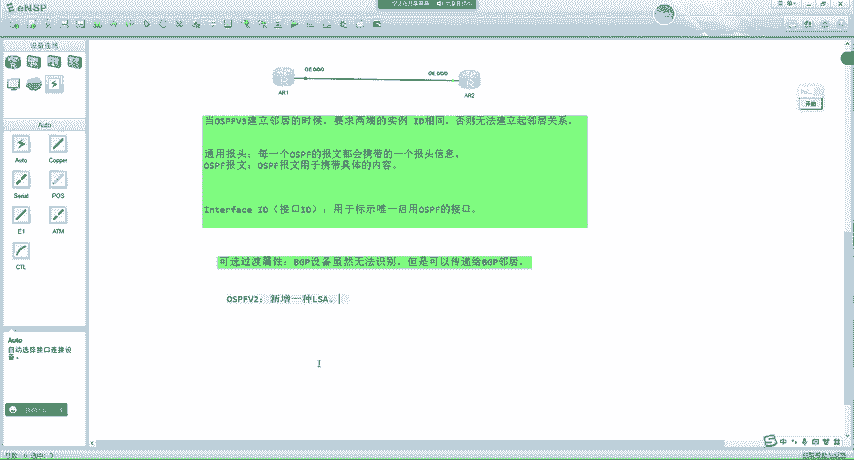 eNSP
设备选择
GE 0/0/0
GE 0/0/0
AR1
AR2
当OSPFV3建立邻居的时候，要求两端的实例 ID相同，否则无法建立起邻居关系。
通用报头：每一个OSPf的报文都会携带的一个报头信息。
OSPf报文：OSPf报文用于携带具体的内容。
Interface ID（接口ID）：用于标示唯一启用OSPf的接口。
可选过渡属性：BGP设备虽然无法识别，但是可以传递给BGP邻居。
OSPFV2：新增一种LSA。
Auto
Auto
Copper
Serial
POS
E1
ATM
CTL
Auto
自动选择接口连接设备。
中